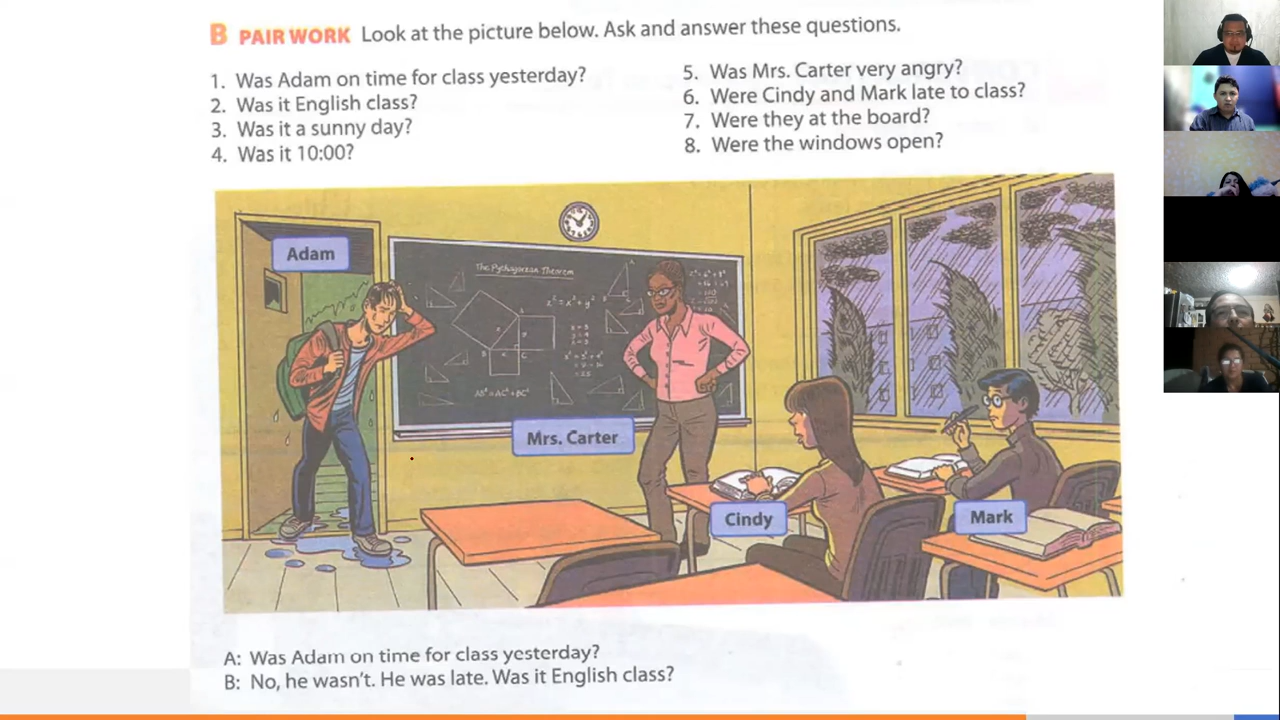 B PAIR WORK Look at the picture below. Ask and answer these questions.
1. Was Adam on time for class yesterday?
2. Was it English class?
3. Was it a sunny day?
4. Was it 10:00?
5. Was Mrs. Carter very angry?
6. Were Cindy and Mark late to class?
7. Were they at the board?
8. Were the windows open?
Adam
The Pythagorean Theorem
Mrs. Carter
Cindy
Mark
A: Was Adam on time for class yesterday?
B: No, he wasn't. He was late. Was it English class?